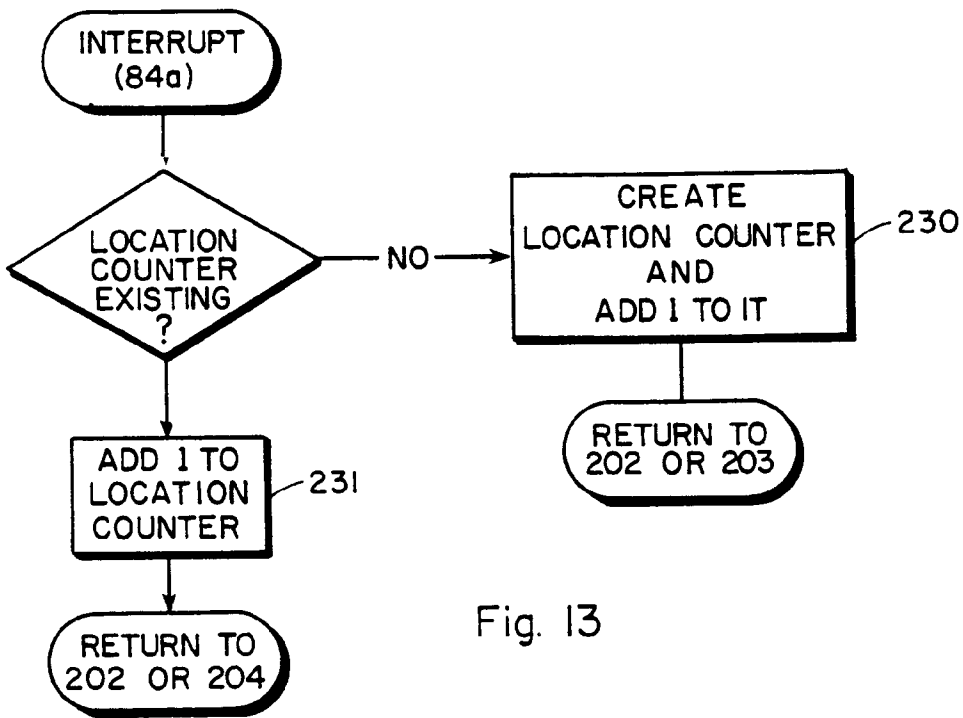 INTERRUPT
(84a)
LOCATION
COUNTER
EXISTING
?
NO
CREATE
LOCATION COUNTER
AND
ADD 1 TO IT
230
RETURN TO
202 OR 203
ADD 1 TO
LOCATION
COUNTER
231
RETURN TO
202 OR 204
Fig. 13